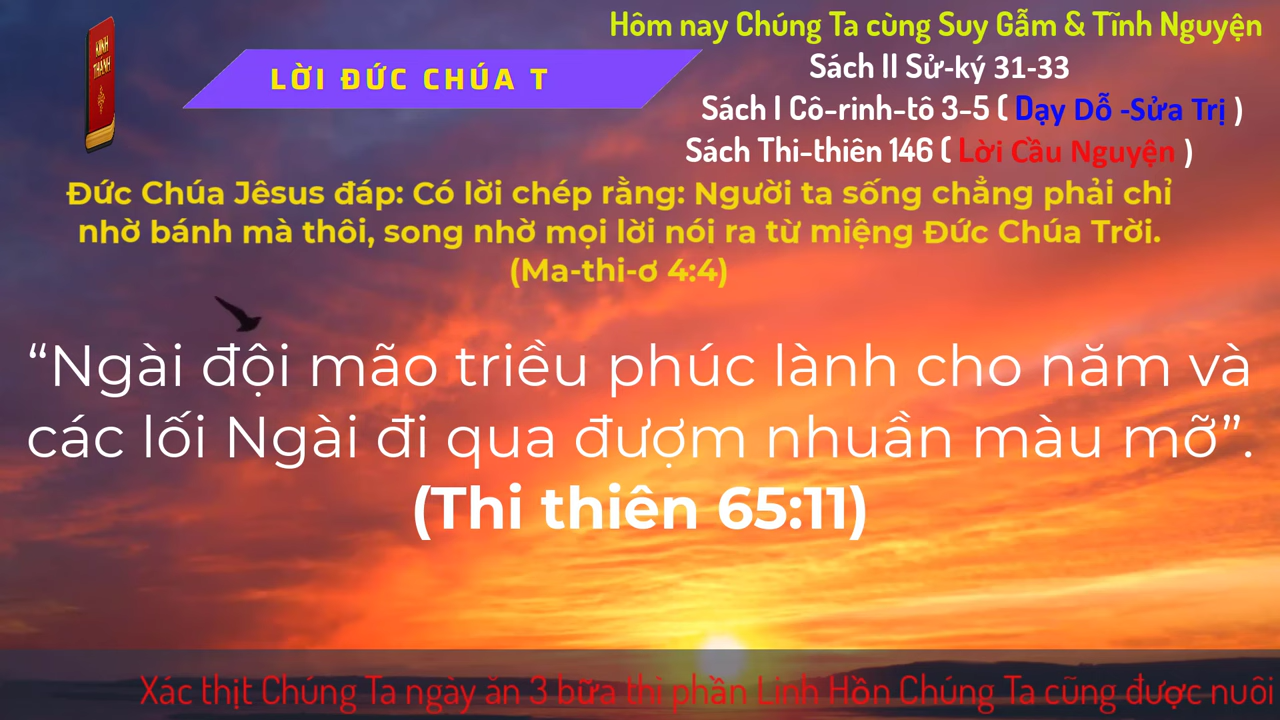 KINH
THÁNH
LỜI ĐỨC CHÚA T
Hôm nay Chúng Ta cùng Suy Gẫm & Tĩnh Nguyện
Sách II Sử-ký 31-33
Sách I Cô-rinh-tô 3-5 ( Dạy Dỗ -Sửa Trị )
Sách Thi-thiên 146 ( Lời Cầu Nguyện )
Đức Chúa Jêsus đáp: Có lời chép rằng: Người ta sống chẳng phải chỉ
nhờ bánh mà thôi, song nhờ mọi lời nói ra từ miệng Đức Chúa Trời.
(Ma-thi-ơ 4:4)
“Ngài đội mão triều phúc lành cho năm và
các lối Ngài đi qua đượm nhuần màu mỡ”.
(Thi thiên 65:11)
Xác thịt Chúng Ta ngày ăn 3 bữa thì phần Linh Hồn Chúng Ta cũng được nuôi